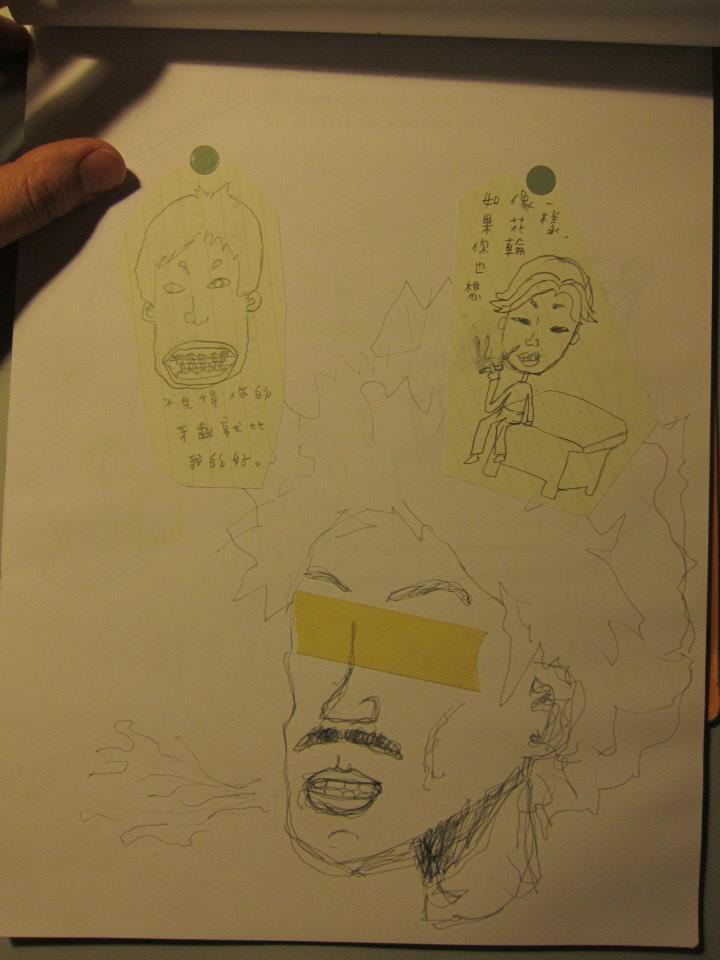 不見得你的
牙齒就比
我的好。
如果你也想
像花輪
一樣，